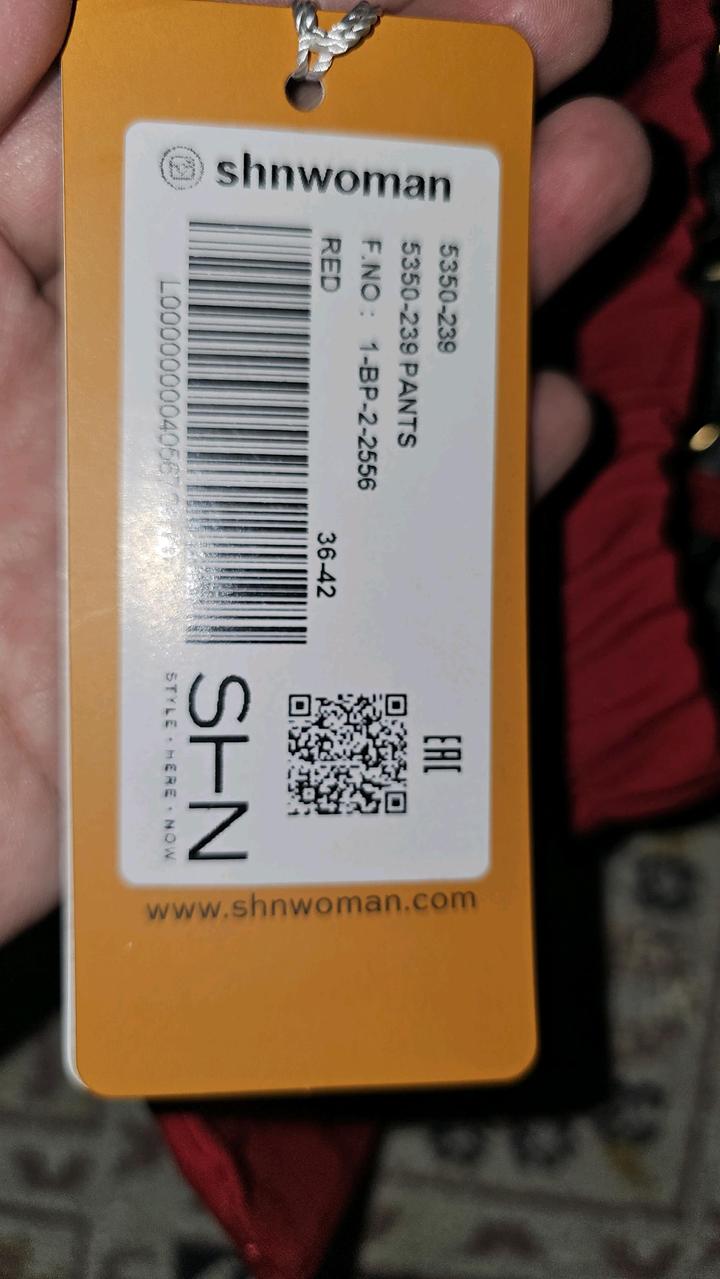 shnwoman
5350-239
5350-239 PANTS
F.NO : 1-BP-2-2556
RED 36-42
EAC
SHN
STYLE • HERE • NOW
www.shnwoman.com